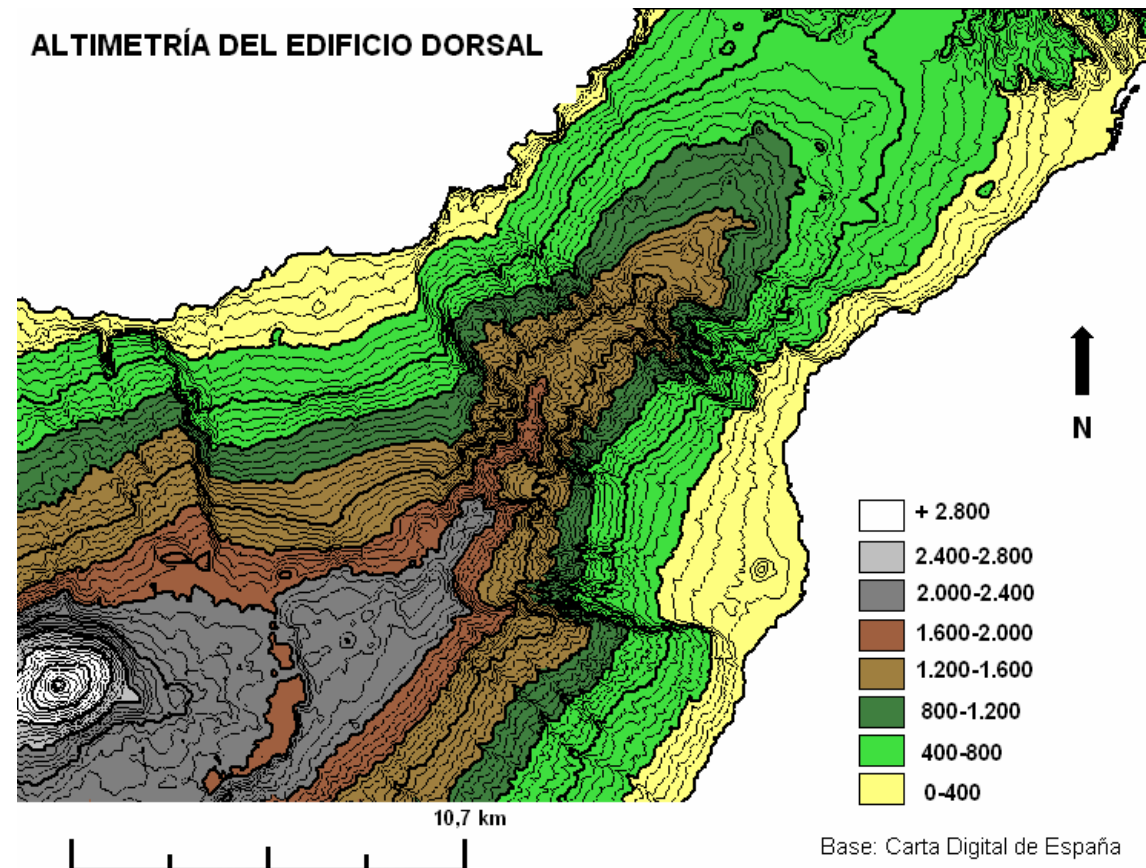 ALTIMETRÍA DEL EDIFICIO DORSAL
N
+ 2.800
2.400-2.800
2.000-2.400
1.600-2.000
1.200-1.600
800-1.200
400-800
0-400
10,7 km
Base: Carta Digital de España